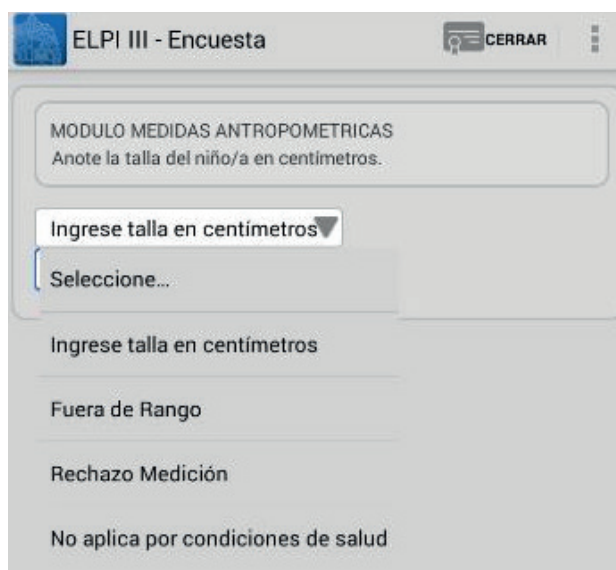 ELPI III - Encuesta
CERRAR
MODULO MEDIDAS ANTROPOMETRICAS
Anote la talla del niño/a en centímetros.
Ingrese talla en centímetros
Seleccione...
Ingrese talla en centímetros
Fuera de Rango
Rechazo Medición
No aplica por condiciones de salud